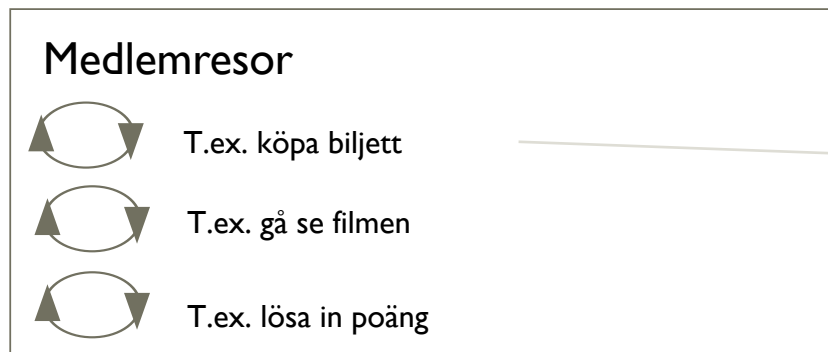 Medlemresor
T.ex. köpa biljett
T.ex. gå se filmen
T.ex. lösa in poäng